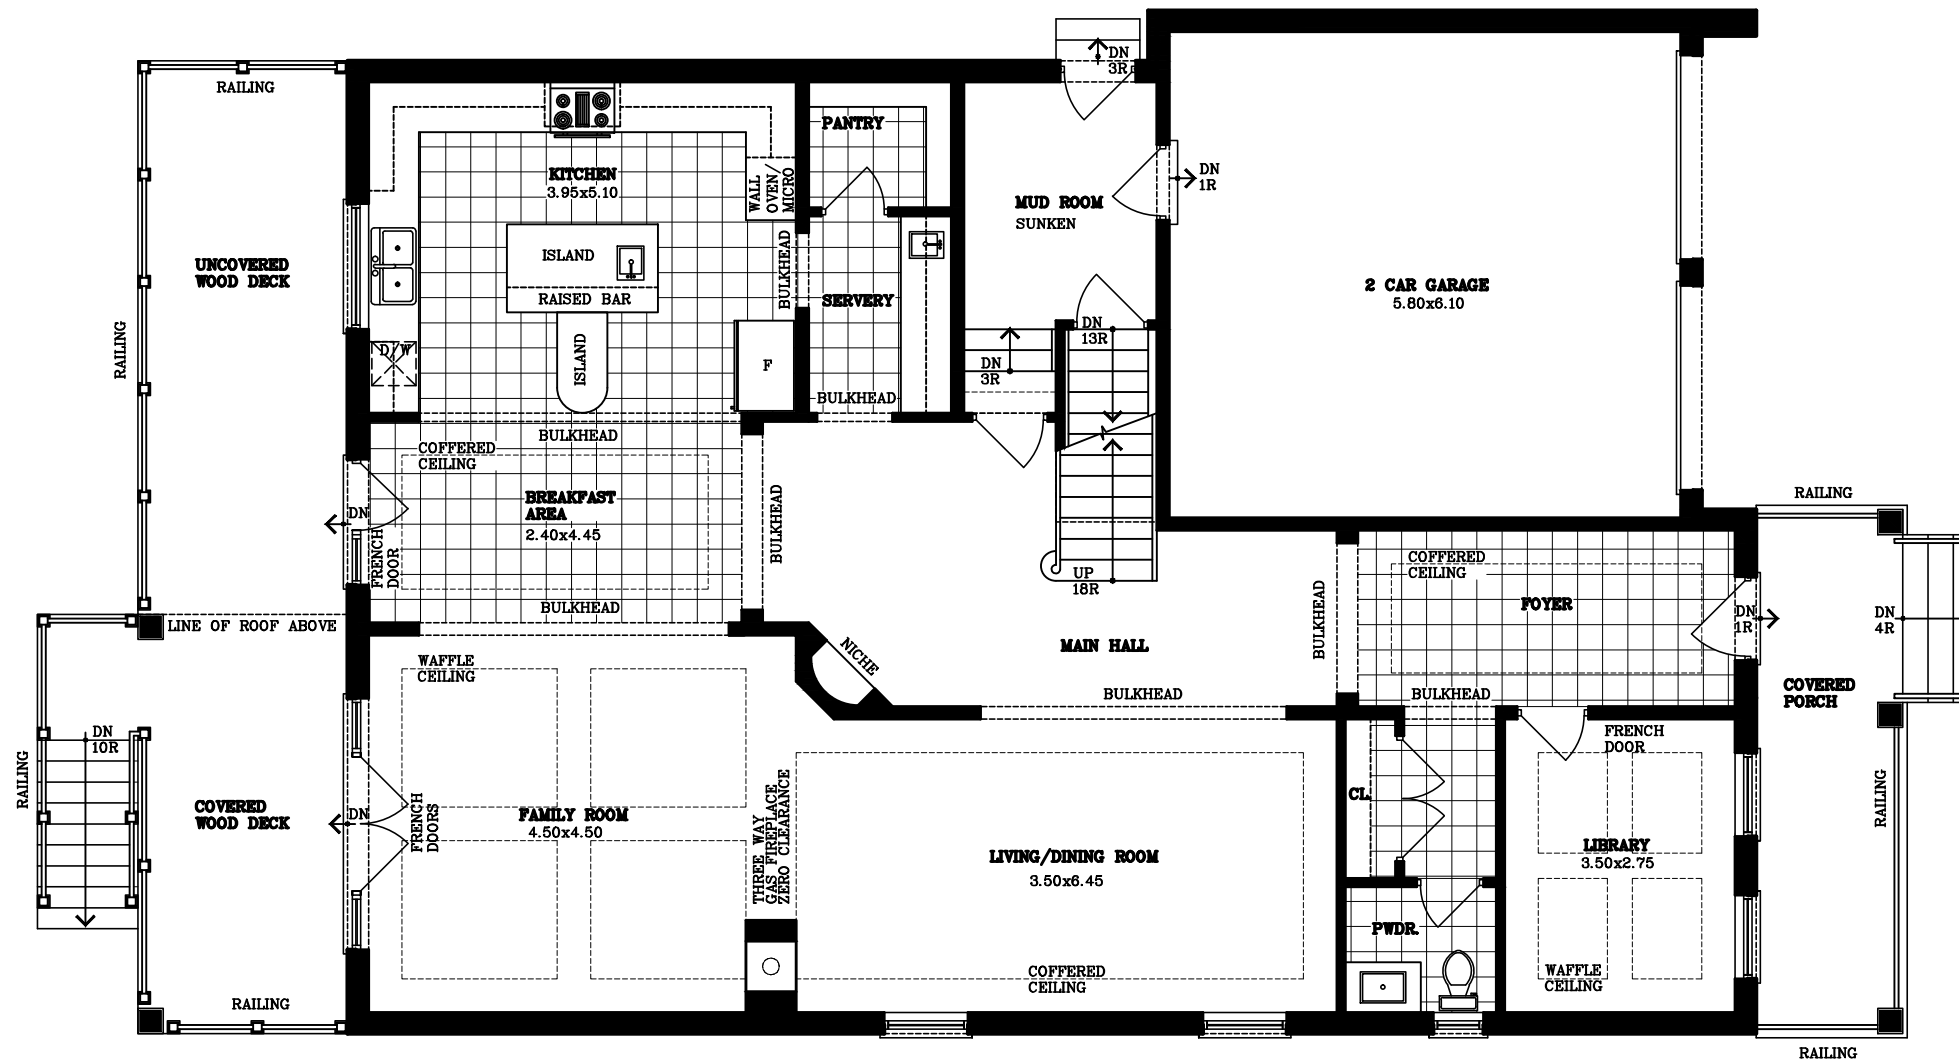 DN
3R
RAILING
PANTRY
KITCHEN
3.95x5.10
WALL
OVEN/
MICRO
DN
1R
MUD ROOM
SUNKEN
UNCOVERED
WOOD DECK
ISLAND
RAISED BAR
BULKHEAD
SERVERY
2 CAR GARAGE
5.80x6.10
RAILING
D/W
ISLAND
F
DN
13R
DN
3R
BULKHEAD
BULKHEAD
COFFERED
CEILING
BREAKFAST
AREA
2.40x4.45
BULKHEAD
DN
FRENCH
DOOR
RAILING
COFFERED
CEILING
UP
18R
BULKHEAD
BULKHEAD
FOYER
DN
1R
DN
4R
LINE OF ROOF ABOVE
MAIN HALL
NICHE
WAFFLE
CEILING
BULKHEAD
BULKHEAD
COVERED
PORCH
DN
10R
RAILING
FRENCH
DOOR
CL.
COVERED
WOOD DECK
DN
FRENCH
DOORS
FAMILY ROOM
4.50x4.50
THREE WAY
GAS FIREPLACE
ZERO CLEARANCE
LIVING/DINING ROOM
3.50x6.45
LIBRARY
3.50x2.75
RAILING
PWDR.
COFFERED
CEILING
WAFFLE
CEILING
RAILING
RAILING